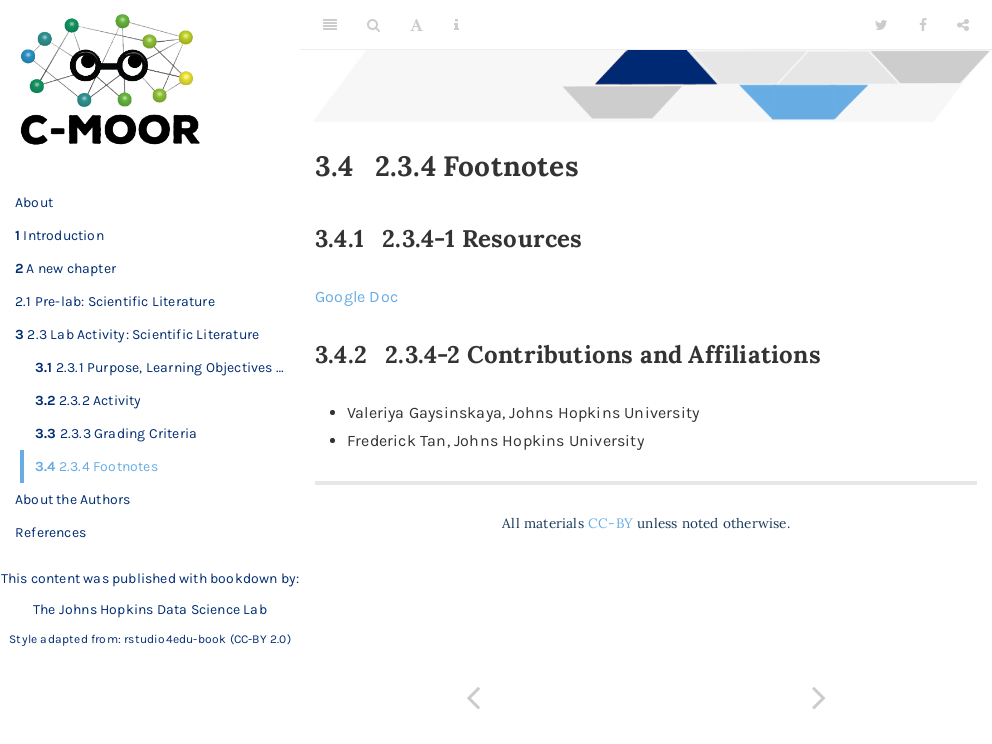 C-MOOR
About
1 Introduction
2 A new chapter
2.1 Pre-lab: Scientific Literature
3 2.3 Lab Activity: Scientific Literature
3.1 2.3.1 Purpose, Learning Objectives …
3.2 2.3.2 Activity
3.3 2.3.3 Grading Criteria
3.4 2.3.4 Footnotes
About the Authors
References
This content was published with bookdown by:
The Johns Hopkins Data Science Lab
Style adapted from: rstudio4edu-book (CC-BY 2.0)
3.4 2.3.4 Footnotes
3.4.1 2.3.4-1 Resources
Google Doc
3.4.2 2.3.4-2 Contributions and Affiliations
• Valeriya Gaysinskaya, Johns Hopkins University
• Frederick Tan, Johns Hopkins University
All materials CC-BY unless noted otherwise.